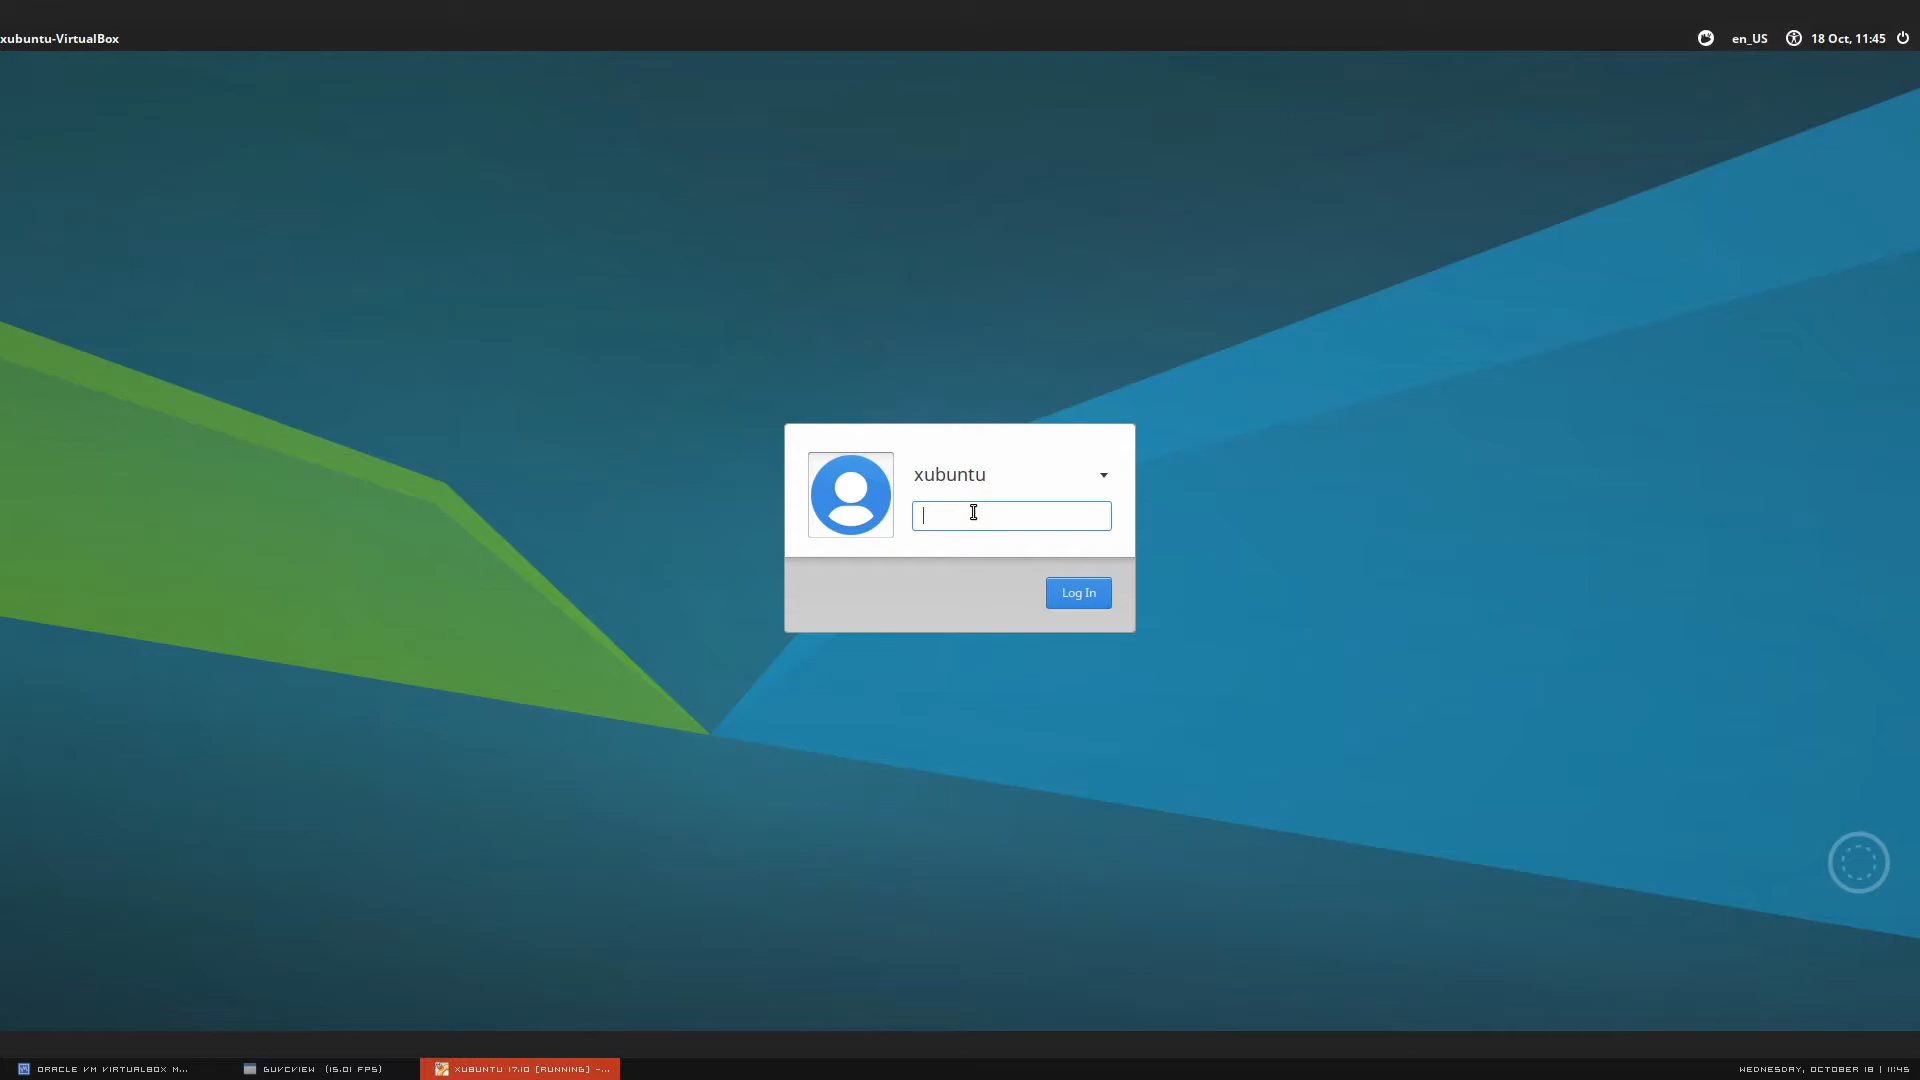 xubuntu-VirtualBox
en_US
18 Oct, 11:45
xubuntu
Log In
ORACLE VM VIRTUALBOX M...
GUVCVIEW (15.01 FPS)
XUBUNTU 17.10 [RUNNING] -...
WEDNESDAY, OCTOBER 18 | 11:45